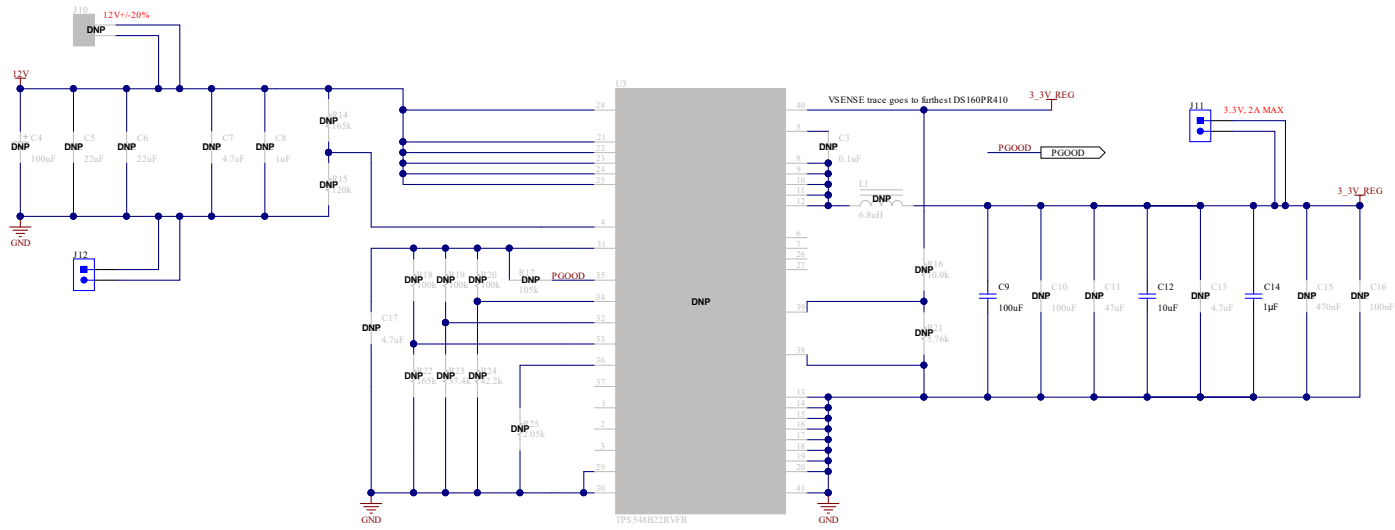 J10
12V+/-20%
DNP
12V
U3
VSENSE trace goes to furthest DS160PR410
3_3V_REG
J11
3.3V, 2A MAX
28
40
5
C4
DNP
100uF
C5
DNP
22uF
C6
DNP
22uF
C7
DNP
4.7uF
C8
DNP
1uF
R14
DNP
165k
R15
DNP
120k
21
22
23
24
25
C3
DNP
0.1uF
8
9
10
11
12
PGOOD
PGOOD
L1
DNP
6.8uH
3_3V_REG
GND
J12
4
31
35
34
32
33
36
37
1
2
3
29
30
6
7
26
27
39
38
R18
DNP
100k
R19
DNP
100k
R20
DNP
100k
R17
DNP
105k
PGOOD
C17
DNP
4.7uF
R22
DNP
165k
R23
DNP
37.4k
R24
DNP
42.2k
R25
DNP
2.05k
DNP
R16
DNP
10.0k
R21
DNP
5.76k
C9
100uF
C10
DNP
100uF
C11
DNP
47uF
C12
10uF
C13
DNP
4.7uF
C14
1µF
C15
DNP
470nF
C16
DNP
100nF
13
14
15
16
17
18
19
20
41
GND
TPS548B22RVFR
GND